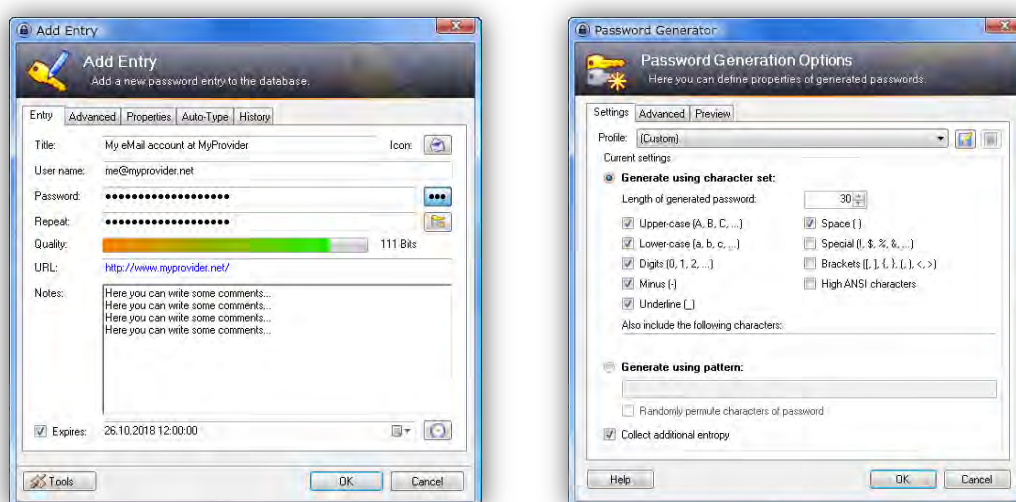 Add Entry
Add Entry
Add a new password entry to the database.
Entry Advanced Properties Auto-Type History
Title: My eMail account at MyProvider Icon:
User name: me@myprovider.net
Password: ●●●●●●●●●●●●●●●●●●●
Repeat: ●●●●●●●●●●●●●●●●●●●
Quality: 111 Bits
URL: http://www.myprovider.net/
Notes: Here you can write some comments...
Here you can write some comments...
Here you can write some comments...
Here you can write some comments...
Expires: 26.10.2018 12:00:00
Tools OK Cancel
Password Generator
Password Generation Options
Here you can define properties of generated passwords.
Settings Advanced Preview
Profile: (Custom)
Current settings
Generate using character set:
Length of generated password: 30
Upper-case (A, B, C, ...) Space ( )
Lower-case (a, b, c, ...) Special (!, $, %, &, ...)
Digits (0, 1, 2, ...) Brackets ([, ], {, }, (, ), <, >)
Minus (-) High ANSI characters
Underline (_)
Also include the following characters:
Generate using pattern:
Randomly permute characters of password
Collect additional entropy
Help OK Cancel